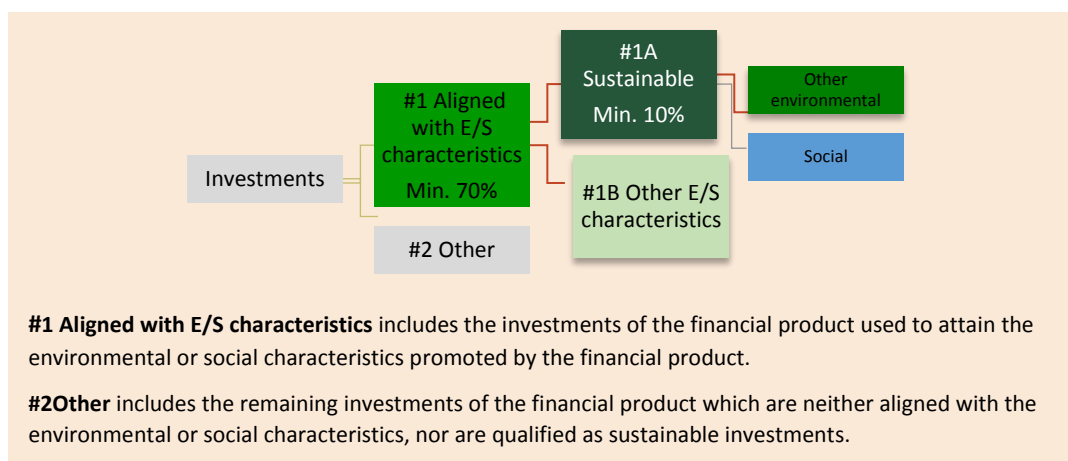 #1A
Sustainable
Min. 10%
Other
environmental
#1 Aligned
with E/S
characteristics
Min. 70%
Social
Investments
#1B Other E/S
characteristics
#2 Other
#1 Aligned with E/S characteristics includes the investments of the financial product used to attain the
environmental or social characteristics promoted by the financial product.
#2Other includes the remaining investments of the financial product which are neither aligned with the
environmental or social characteristics, nor are qualified as sustainable investments.